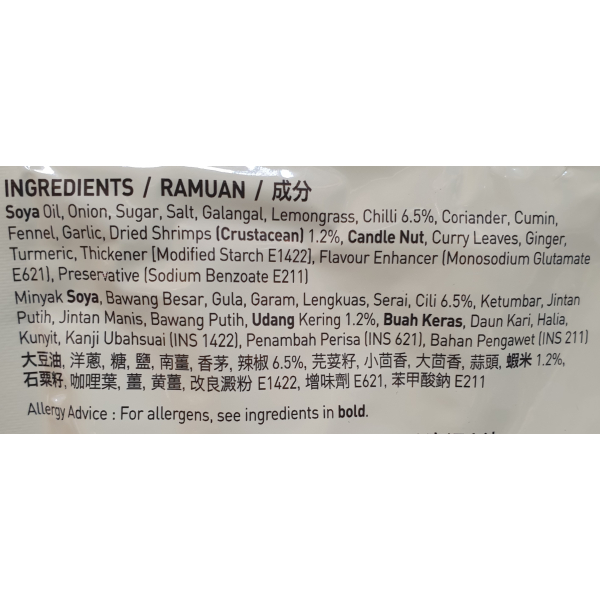 INGREDIENTS / RAMUAN / 成分
Soya Oil, Onion, Sugar, Salt, Galangal, Lemongrass, Chilli 6.5%, Coriander, Cumin,
Fennel, Garlic, Dried Shrimps (Crustacean) 1.2%, Candle Nut, Curry Leaves, Ginger,
Turmeric, Thickener (Modified Starch E1422), Flavour Enhancer (Monosodium Glutamate
E621), Preservative (Sodium Benzoate E211)
Minyak Soya, Bawang Besar, Gula, Garam, Lengkuas, Serai, Cili 6.5%, Ketumbar, Jintan
Putih, Jintan Manis, Bawang Putih, Udang Kering 1.2%, Buah Keras, Daun Kari, Halia,
Kunyit, Kanji Ubahsuai (INS 1422), Penambah Perisa (INS 621), Bahan Pengawet (INS 211)
大豆油, 洋蔥, 糖, 鹽, 南薑, 香茅, 辣椒 6.5%, 芫荽籽, 小茴香, 大茴香, 蒜頭, 蝦米 1.2%,
石粟籽, 咖哩葉, 薑, 黄薑, 改良澱粉 E1422, 增味劑 E621, 苯甲酸鈉 E211
Allergy Advice : For allergens, see ingredients in bold.